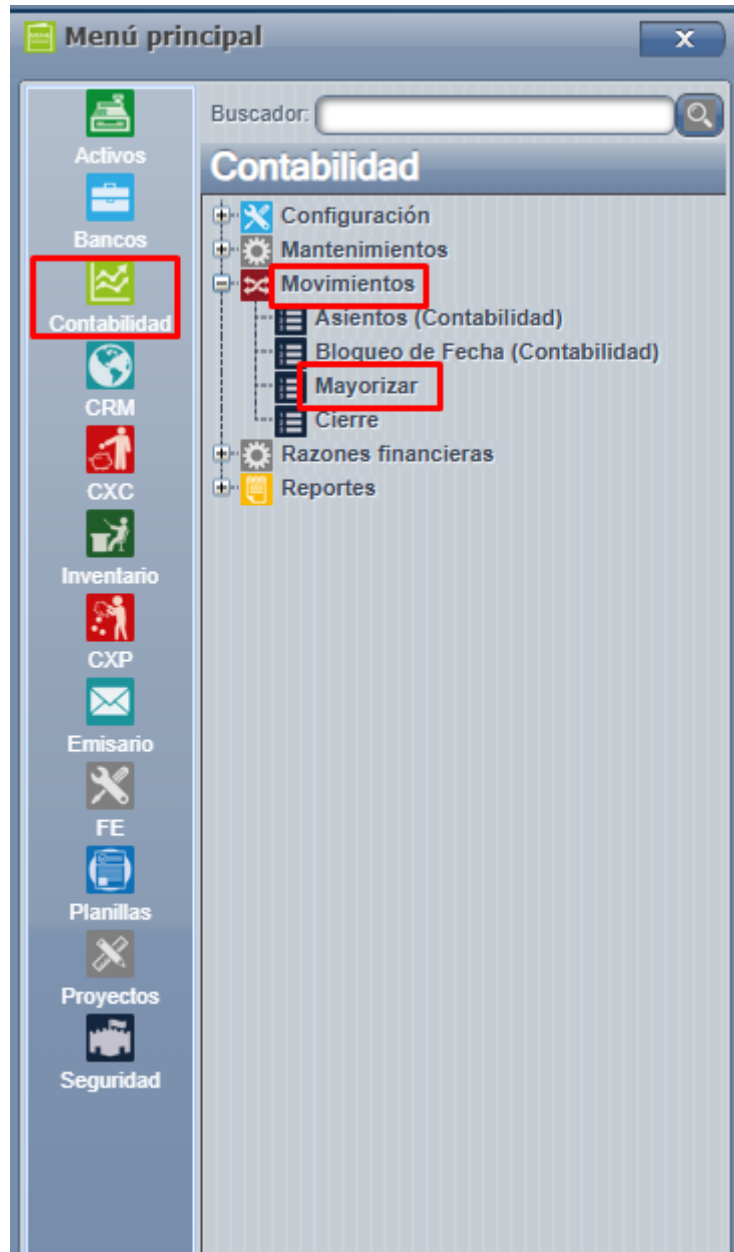 Menú principal
x
Activos
Bancos
Contabilidad
CRM
CXC
Inventario
CXP
Emisario
FE
Planillas
Proyectos
Seguridad
Buscador:
Contabilidad
Configuración
Mantenimientos
Movimientos
Asientos (Contabilidad)
Bloqueo de Fecha (Contabilidad)
Mayorizar
Cierre
Razones financieras
Reportes